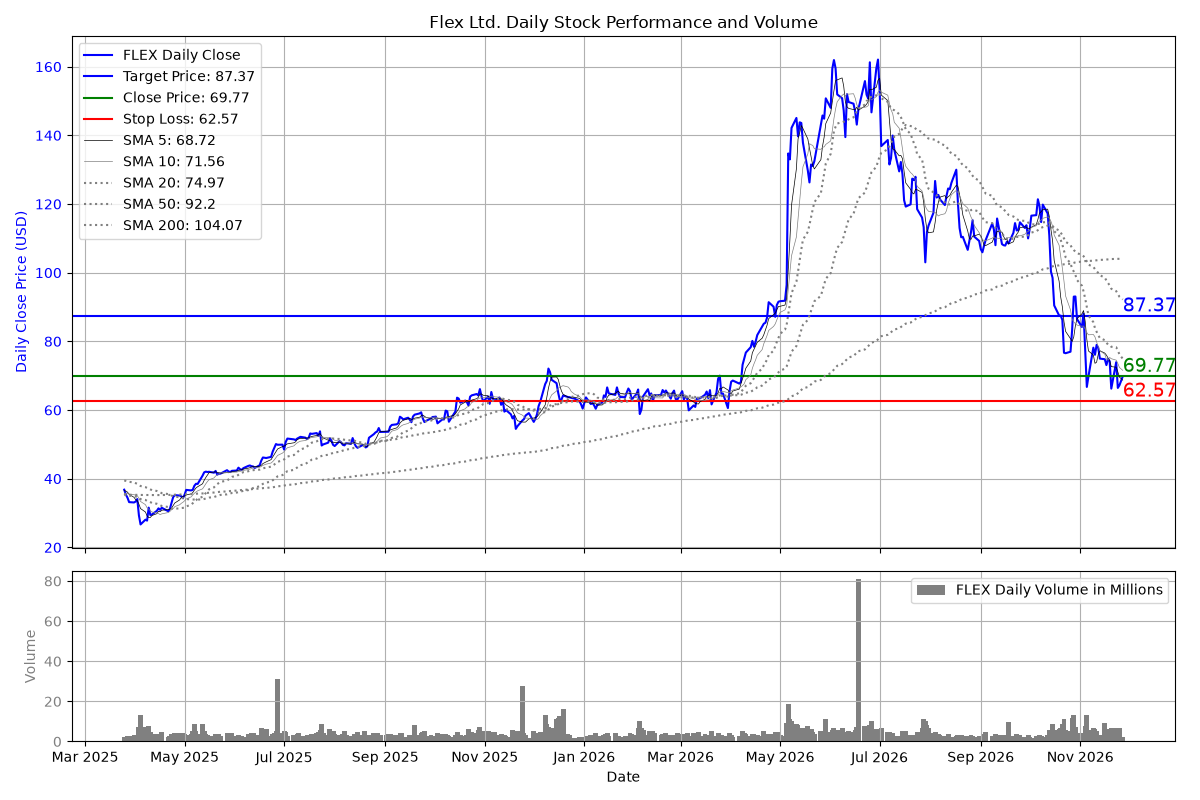 Flex Ltd. Daily Stock Performance and Volume
FLEX Daily Close
Target Price: 87.37
Close Price: 69.77
Stop Loss: 62.57
SMA 5: 68.72
SMA 10: 71.56
SMA 20: 74.97
SMA 50: 92.2
SMA 200: 104.07
160
140
120
100
80
60
40
20
Daily Close Price (USD)
87.37
69.77
62.57
FLEX Daily Volume in Millions
80
60
40
20
0
Volume
Mar 2025
May 2025
Jul 2025
Sep 2025
Nov 2025
Jan 2026
Mar 2026
May 2026
Jul 2026
Sep 2026
Nov 2026
Date